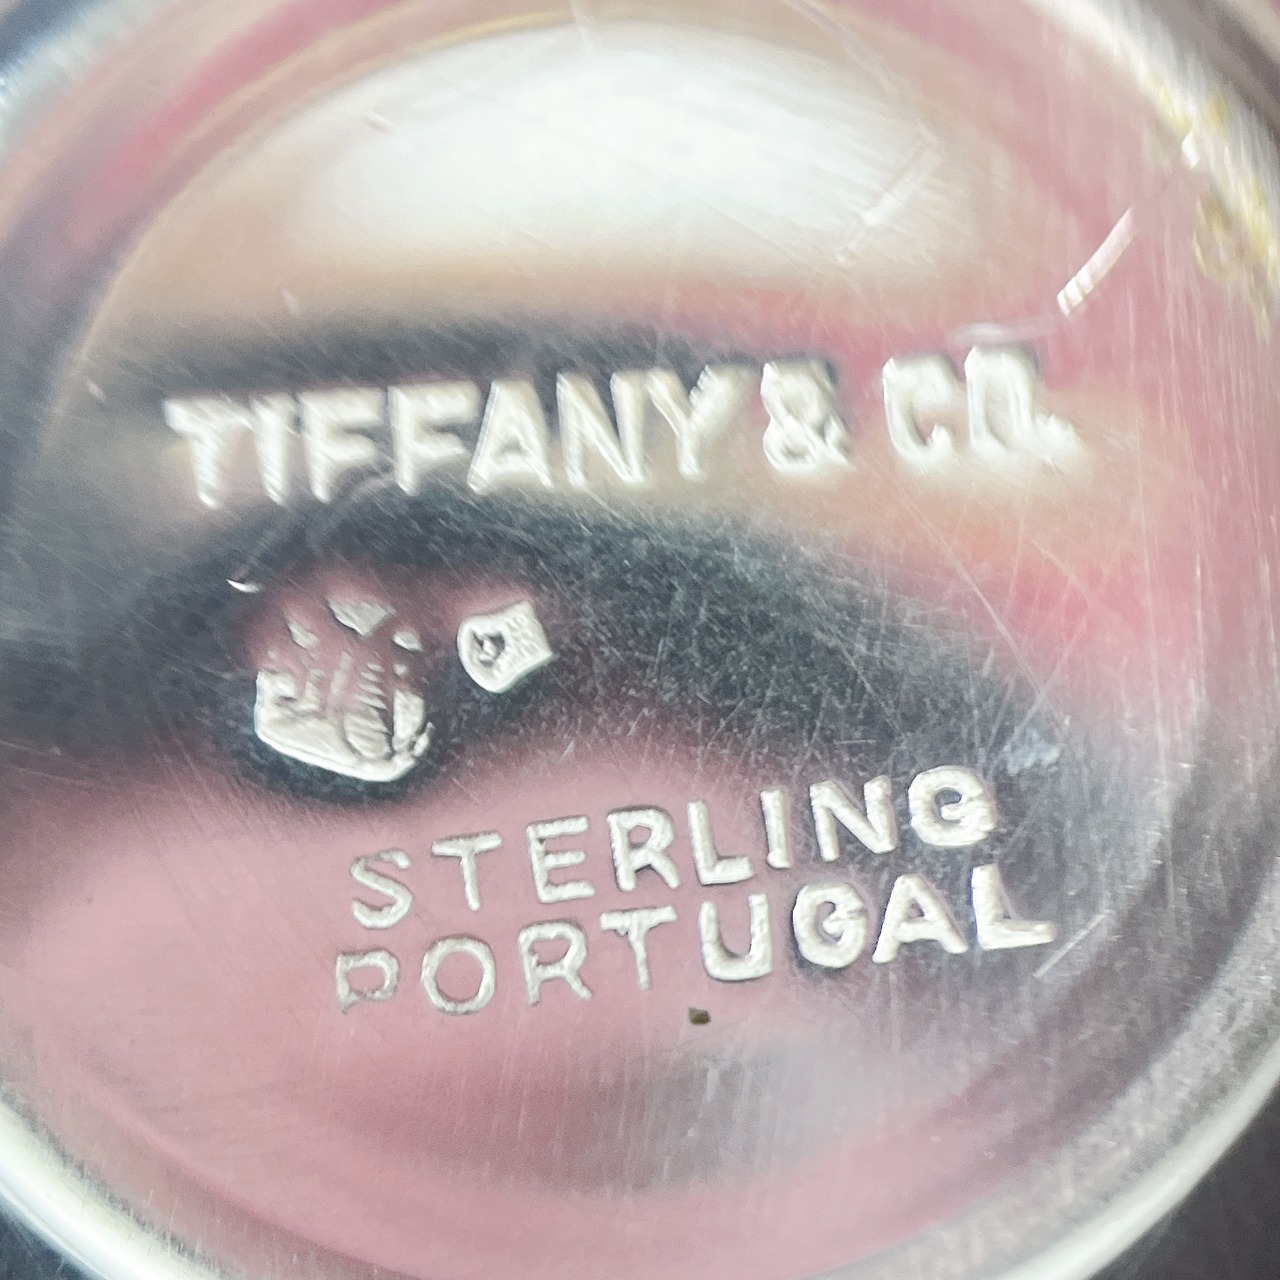 TIFFANY & CO.
STERLING
PORTUGAL